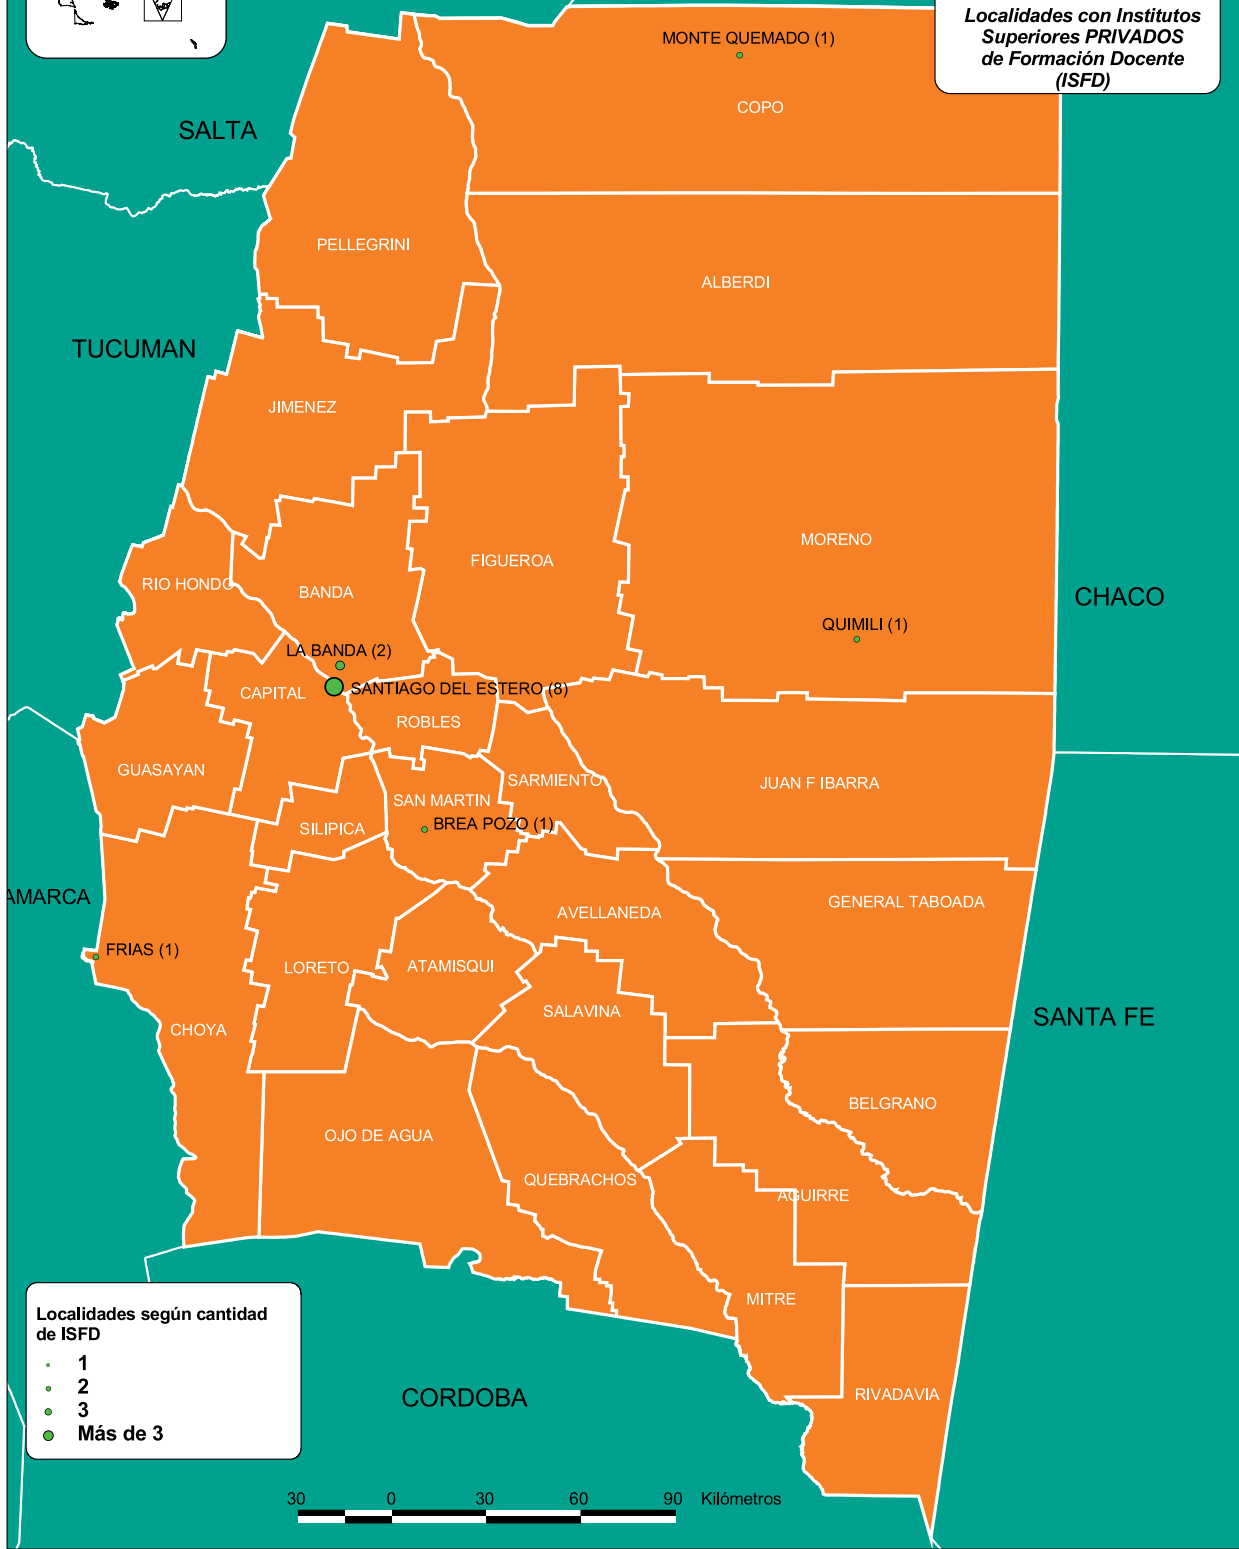 Localidades con Institutos
Superiores PRIVADOS
de Formación Docente
(ISFD)
MONTE QUEMADO (1)
COPO
SALTA
PELLEGRINI
ALBERDI
TUCUMAN
JIMENEZ
MORENO
FIGUEROA
RIO HONDO
BANDA
CHACO
QUIMILI (1)
LA BANDA (2)
SANTIAGO DEL ESTERO (8)
CAPITAL
ROBLES
GUASAYAN
SARMIENTO
JUAN F IBARRA
SAN MARTIN
BREA POZO (1)
SILIPICA
AMARCA
GENERAL TABOADA
AVELLANEDA
FRIAS (1)
LORETO
ATAMISQUI
SALAVINA
SANTA FE
CHOYA
BELGRANO
OJO DE AGUA
QUEBRACHOS
AGUIRRE
MITRE
RIVADAVIA
CORDOBA
Localidades según cantidad
de ISFD
1
2
3
Más de 3
30 0 30 60 90 Kilómetros